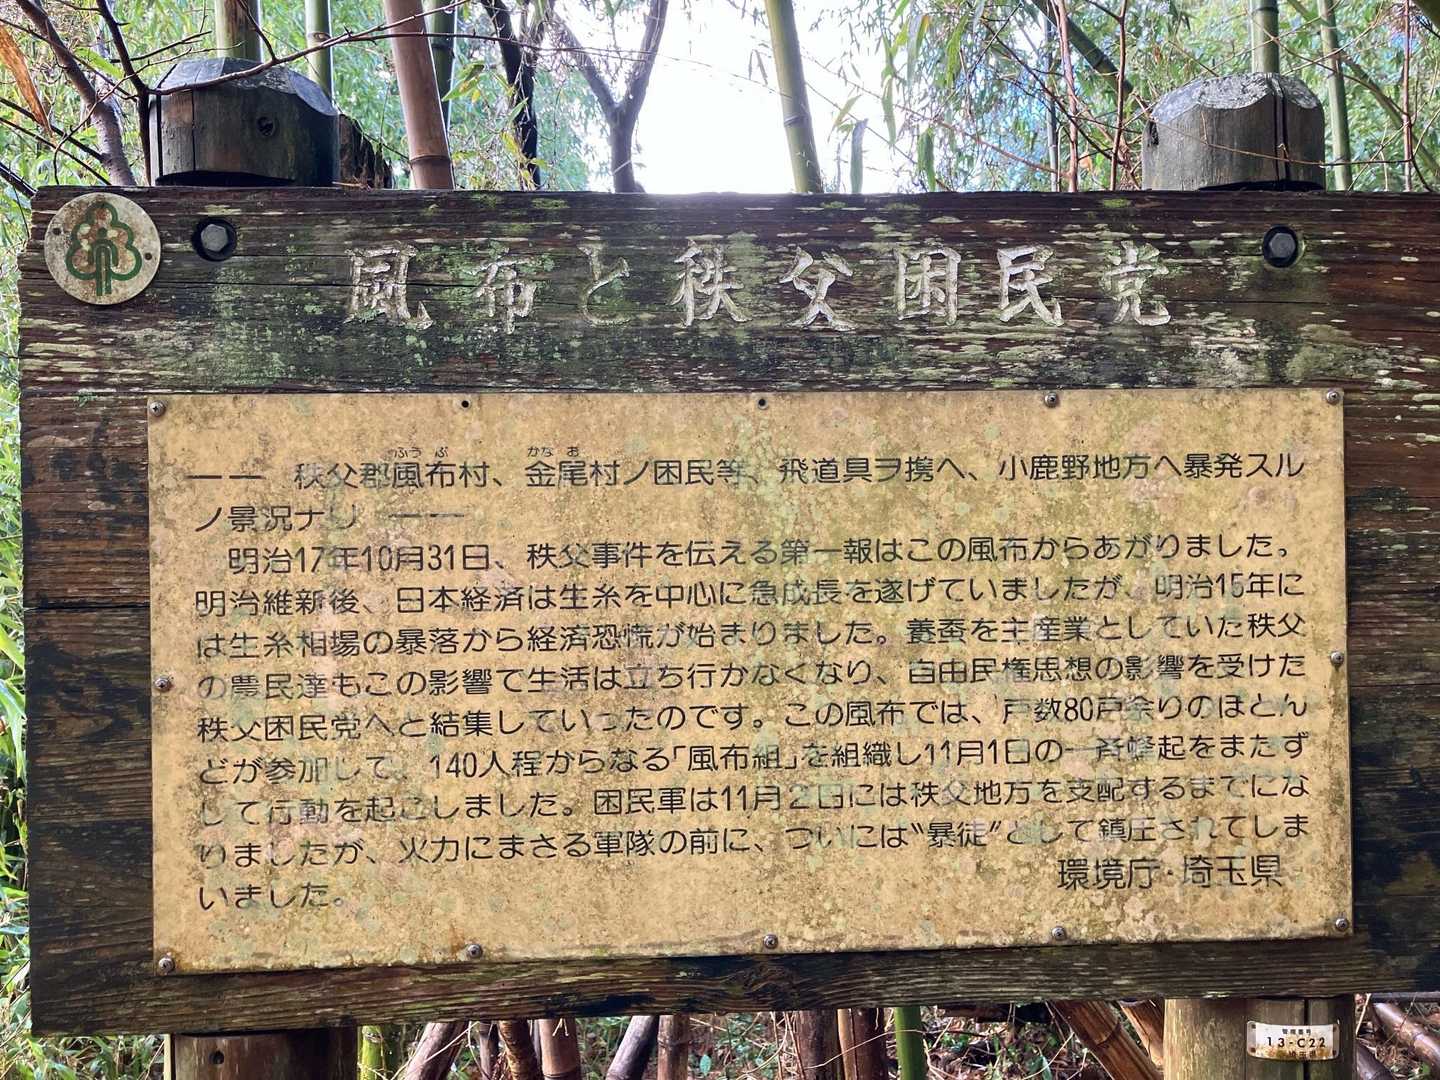 風布と秩父困民党
ふうぷ かなお
―― 秩父郡風布村、金尾村ノ困民等、飛道具ヲ携ヘ、小鹿野地方ヘ暴発スル
ノ景況ナリ ――
明治17年10月31日、秩父事件を伝える第一報はこの風布からあがりました。
明治維新後、日本経済は生糸を中心に急成長を遂げていましたが、明治15年に
は生糸相場の暴落から経済恐慌が始まりました。養蚕を主産業としていた秩父
の農民達もこの影響で生活は立ち行かなくなり、自由民権思想の影響を受けた
秩父困民党へと結集していったのです。この風布では、戸数80戸余りのほとん
どが参加して、140人程からなる「風布組」を組織し11月1日の一斉蜂起をまたず
して行動を起こしました。困民軍は11月2日には秩父地方を支配するまでにな
りましたが、火力にまさる軍隊の前に、ついには“暴徒”として鎮圧されてしま
いました。
環境庁・埼玉県
管理番号
13-C22
埼玉県